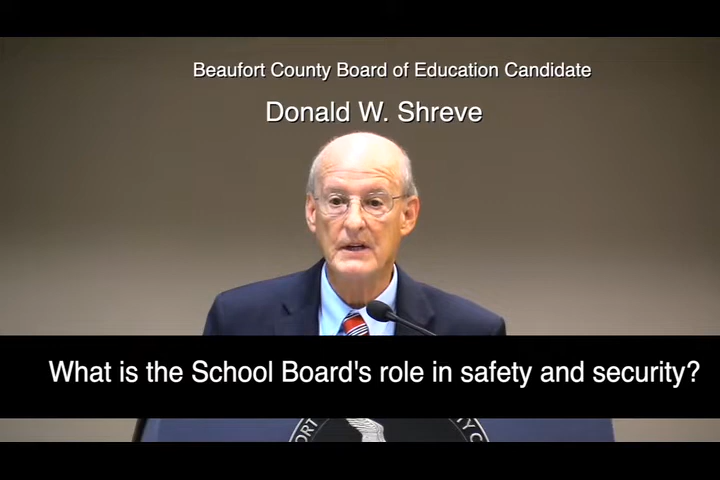 Beaufort County Board of Education Candidate
Donald W. Shreve
What is the School Board's role in safety and security?